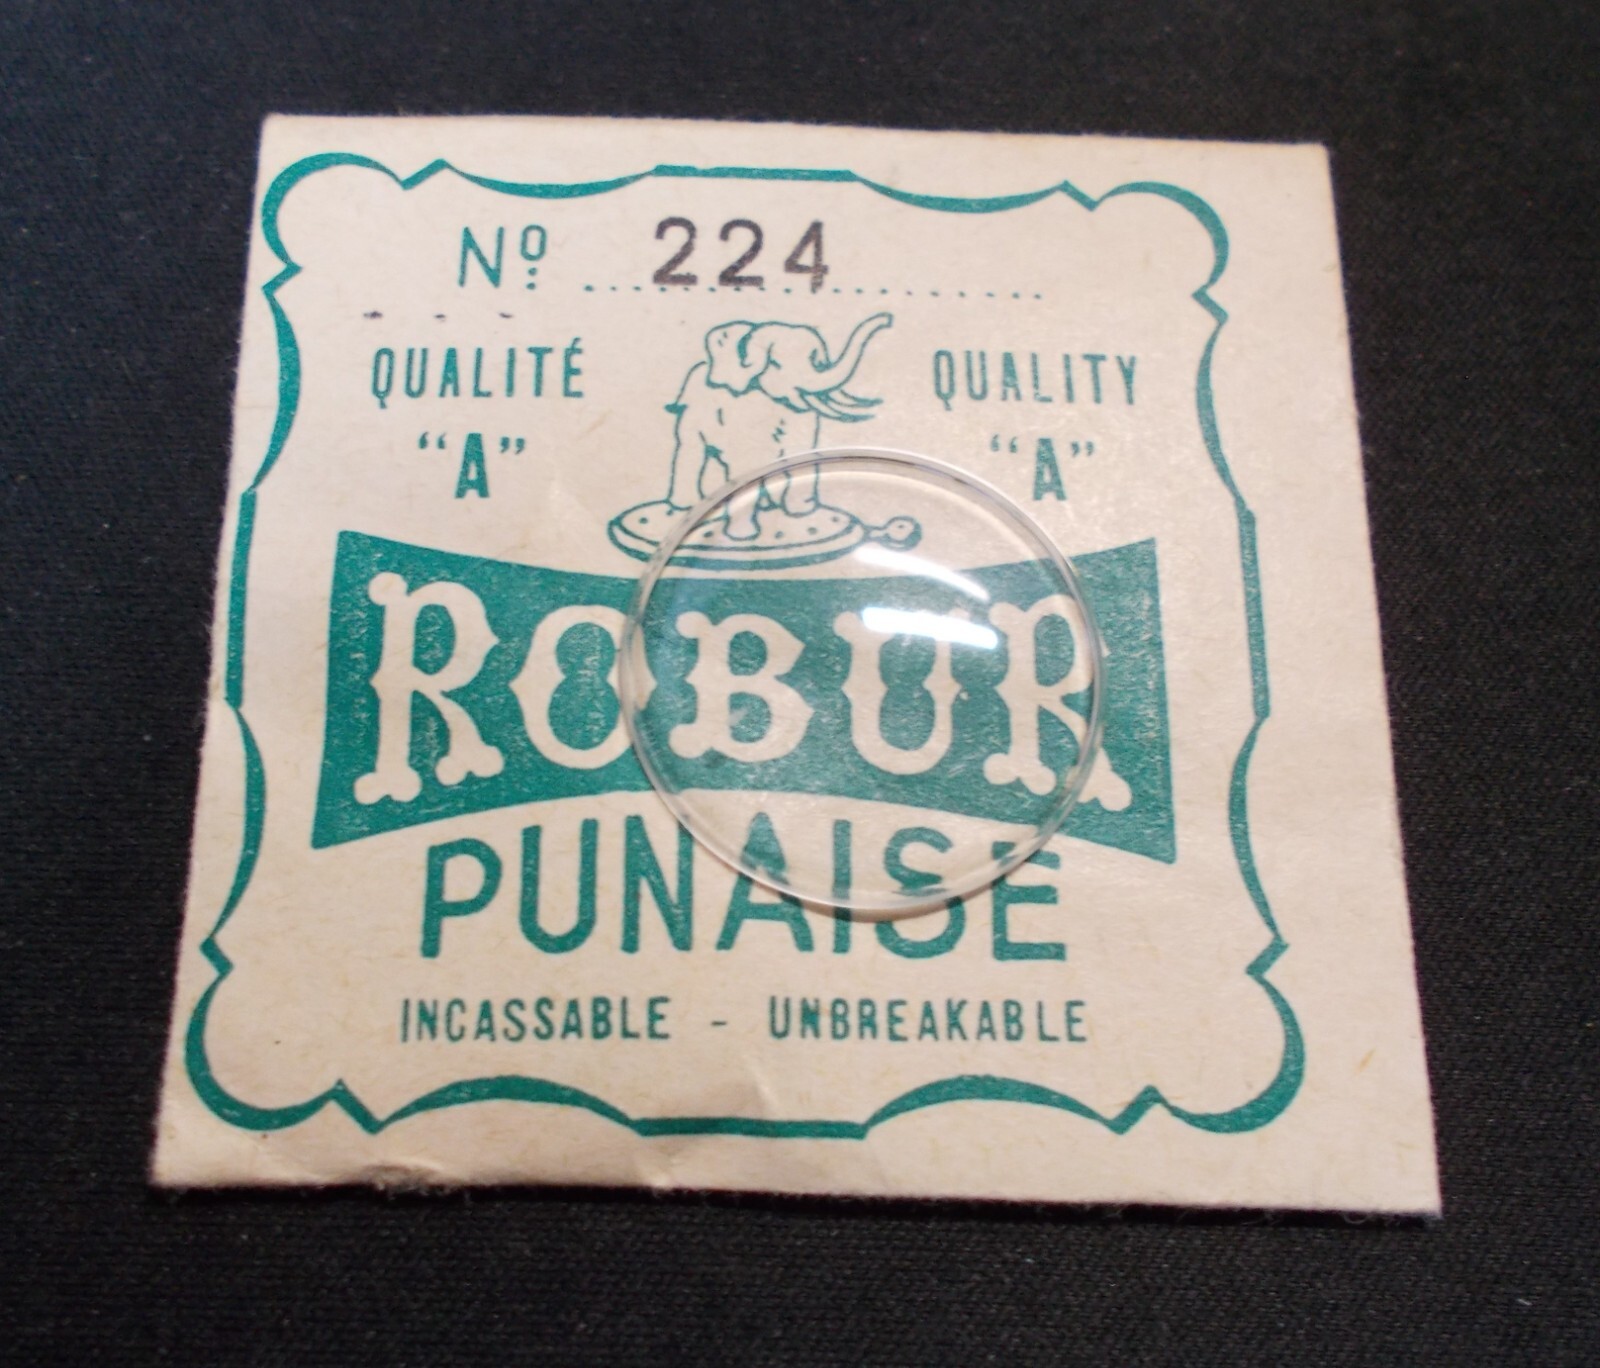 Nº 224
QUALITÉ QUALITY
“A” “A”
ROBUR
PUNAISE
INCASSABLE - UNBREAKABLE